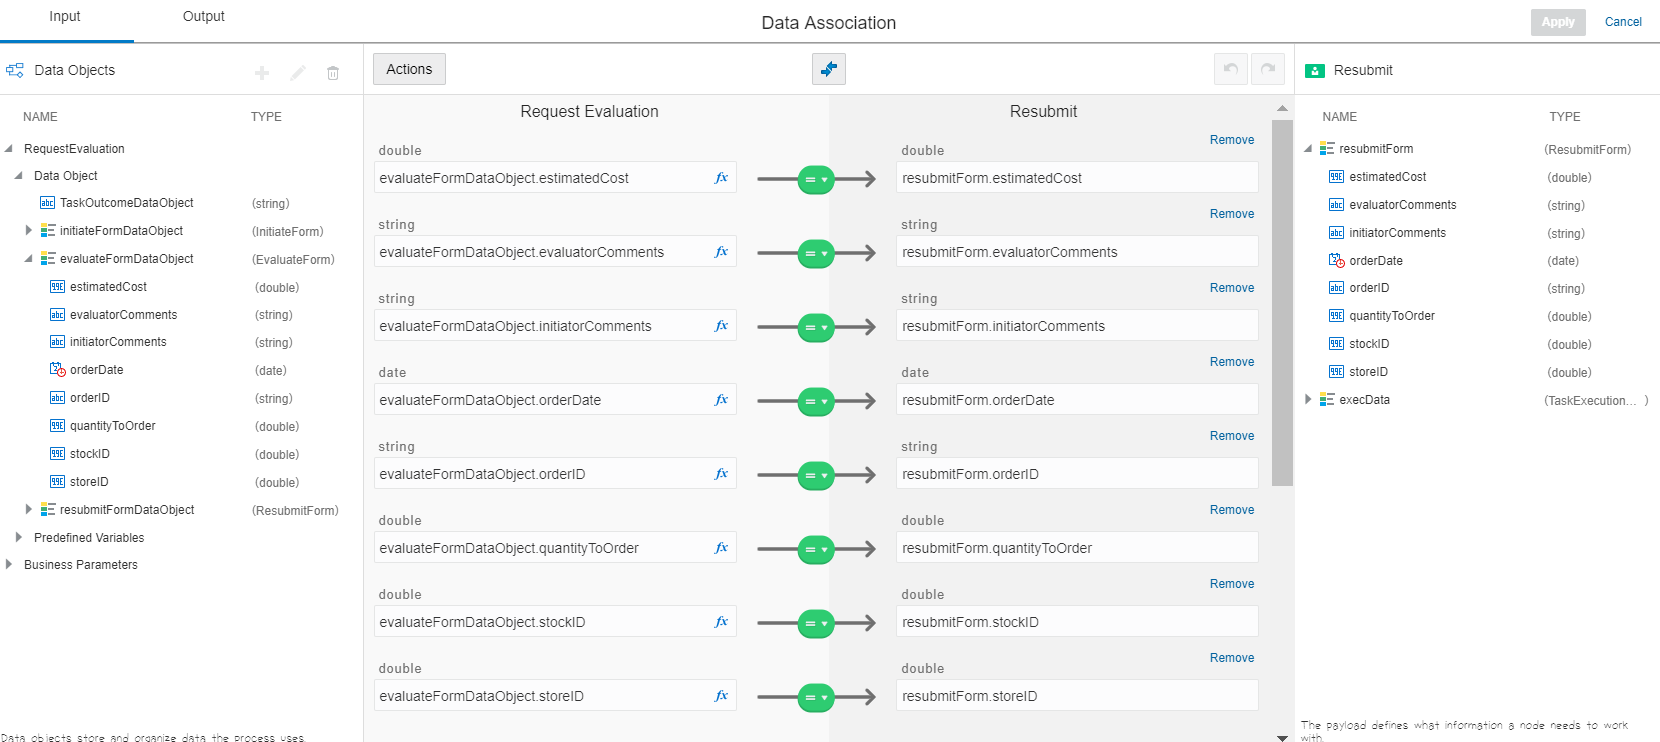 Input Output Data Association Apply Cancel
Data Objects
NAME TYPE
RequestEvaluation
Data Object
abc TaskOutcomeDataObject (string)
initiateFormDataObject (InitiateForm)
evaluateFormDataObject (EvaluateForm)
estimatedCost (double)
abc evaluatorComments (string)
abc initiatorComments (string)
orderDate (date)
abc orderID (string)
quantityToOrder (double)
stockID (double)
storeID (double)
resubmitFormDataObject (ResubmitForm)
Predefined Variables
Business Parameters
Data objects store and organize data the process uses.
Actions
Request Evaluation Resubmit
Remove
double double
evaluateFormDataObject.estimatedCost fx = resubmitForm.estimatedCost
Remove
string string
evaluateFormDataObject.evaluatorComments fx = resubmitForm.evaluatorComments
Remove
string string
evaluateFormDataObject.initiatorComments fx = resubmitForm.initiatorComments
Remove
date date
evaluateFormDataObject.orderDate fx = resubmitForm.orderDate
Remove
string string
evaluateFormDataObject.orderID fx = resubmitForm.orderID
Remove
double double
evaluateFormDataObject.quantityToOrder fx = resubmitForm.quantityToOrder
Remove
double double
evaluateFormDataObject.stockID fx = resubmitForm.stockID
Remove
double double
evaluateFormDataObject.storeID fx = resubmitForm.storeID
Resubmit
NAME TYPE
resubmitForm (ResubmitForm)
estimatedCost (double)
abc evaluatorComments (string)
abc initiatorComments (string)
orderDate (date)
abc orderID (string)
quantityToOrder (double)
stockID (double)
storeID (double)
execData (TaskExecution... )
The payload defines what information a node needs to work
with.